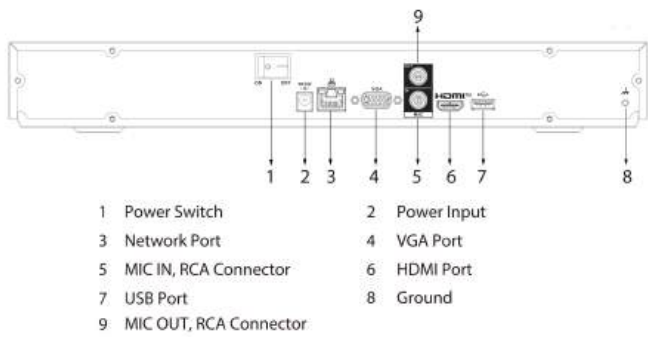 9
ON OFF
VGA
HDMI
MIC
1 2 3 4 5 6 7 8
1 Power Switch 2 Power Input
3 Network Port 4 VGA Port
5 MIC IN, RCA Connector 6 HDMI Port
7 USB Port 8 Ground
9 MIC OUT, RCA Connector